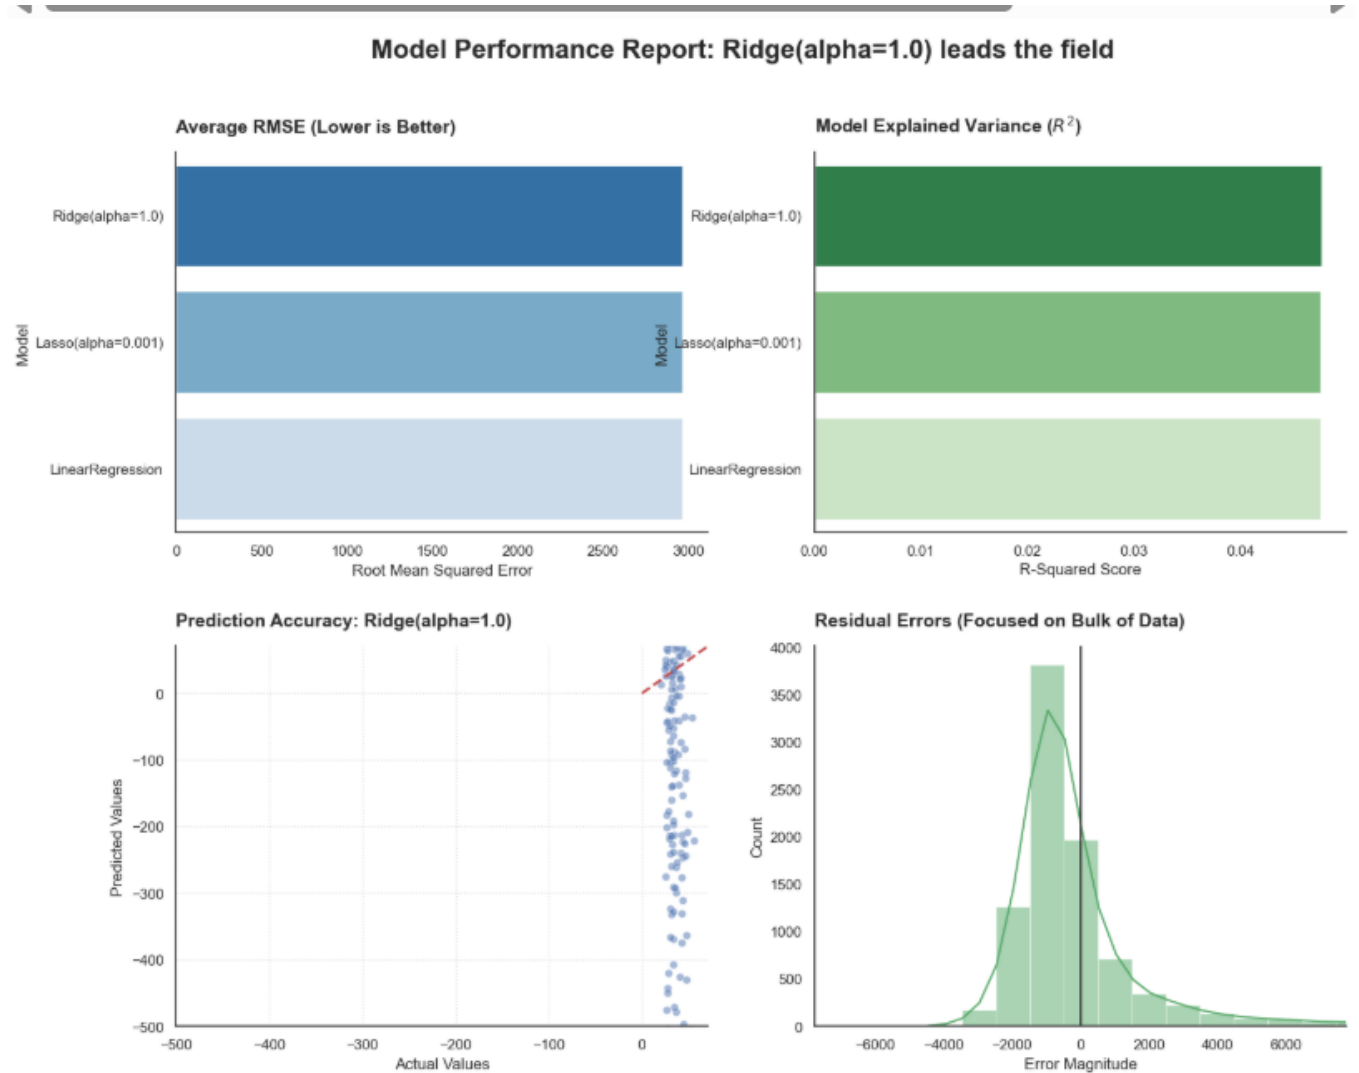 Model Performance Report: Ridge(alpha=1.0) leads the field
Average RMSE (Lower is Better)
Model
Ridge(alpha=1.0)
Lasso(alpha=0.001)
LinearRegression
0 500 1000 1500 2000 2500 3000
Root Mean Squared Error
Model Explained Variance (R²)
Model
Ridge(alpha=1.0)
Lasso(alpha=0.001)
LinearRegression
0.00 0.01 0.02 0.03 0.04
R-Squared Score
Prediction Accuracy: Ridge(alpha=1.0)
Predicted Values
0
−100
−200
−300
−400
−500
−500 −400 −300 −200 −100 0
Actual Values
Residual Errors (Focused on Bulk of Data)
Count
4000
3500
3000
2500
2000
1500
1000
500
0
−6000 −4000 −2000 0 2000 4000 6000
Error Magnitude